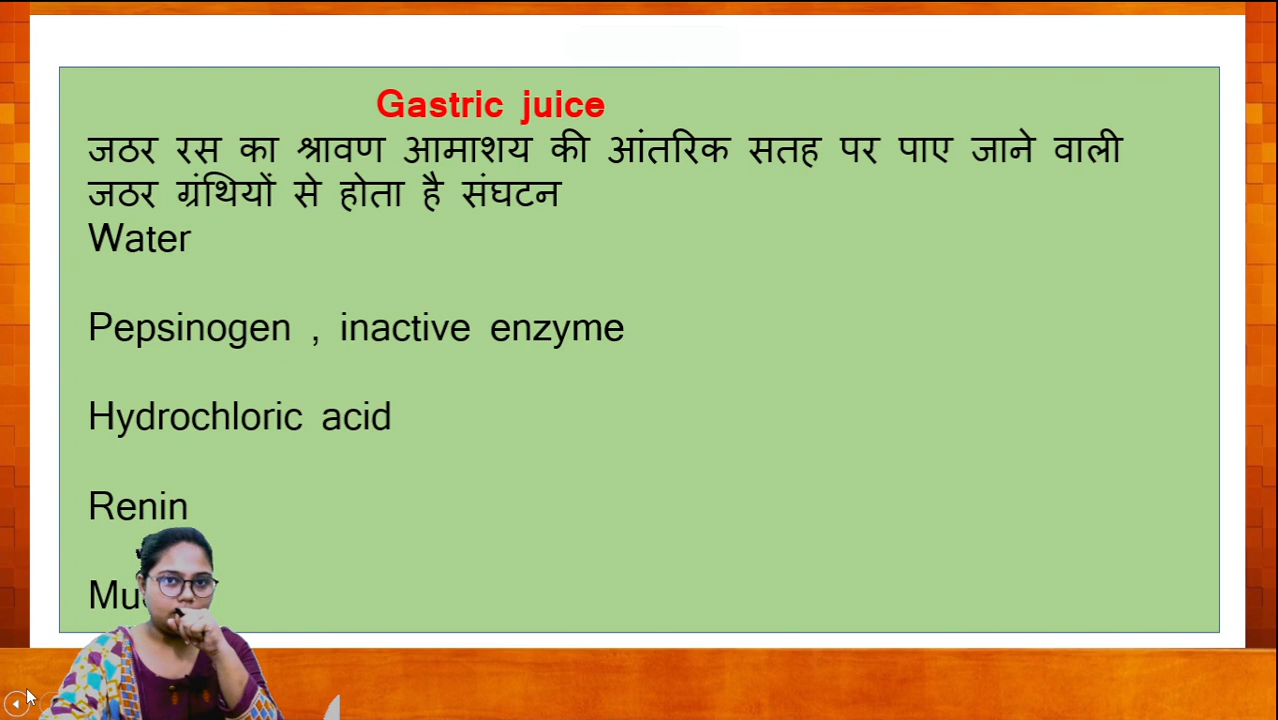 Gastric juice
जठर रस का श्रावण आमाशय की आंतरिक सतह पर पाए जाने वाली
जठर ग्रंथियों से होता है संघटन
Water
Pepsinogen , inactive enzyme
Hydrochloric acid
Renin